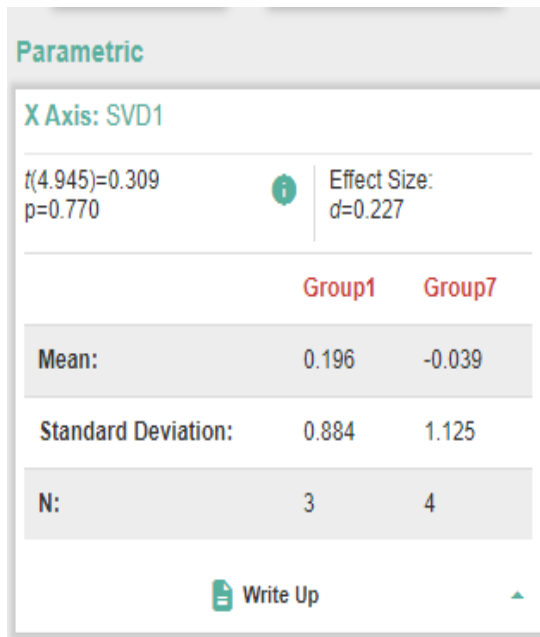 Parametric
X Axis: SVD1
t(4.945)=0.309
p=0.770
Effect Size:
d=0.227
Group1 Group7
Mean: 0.196 -0.039
Standard Deviation: 0.884 1.125
N: 3 4
Write Up